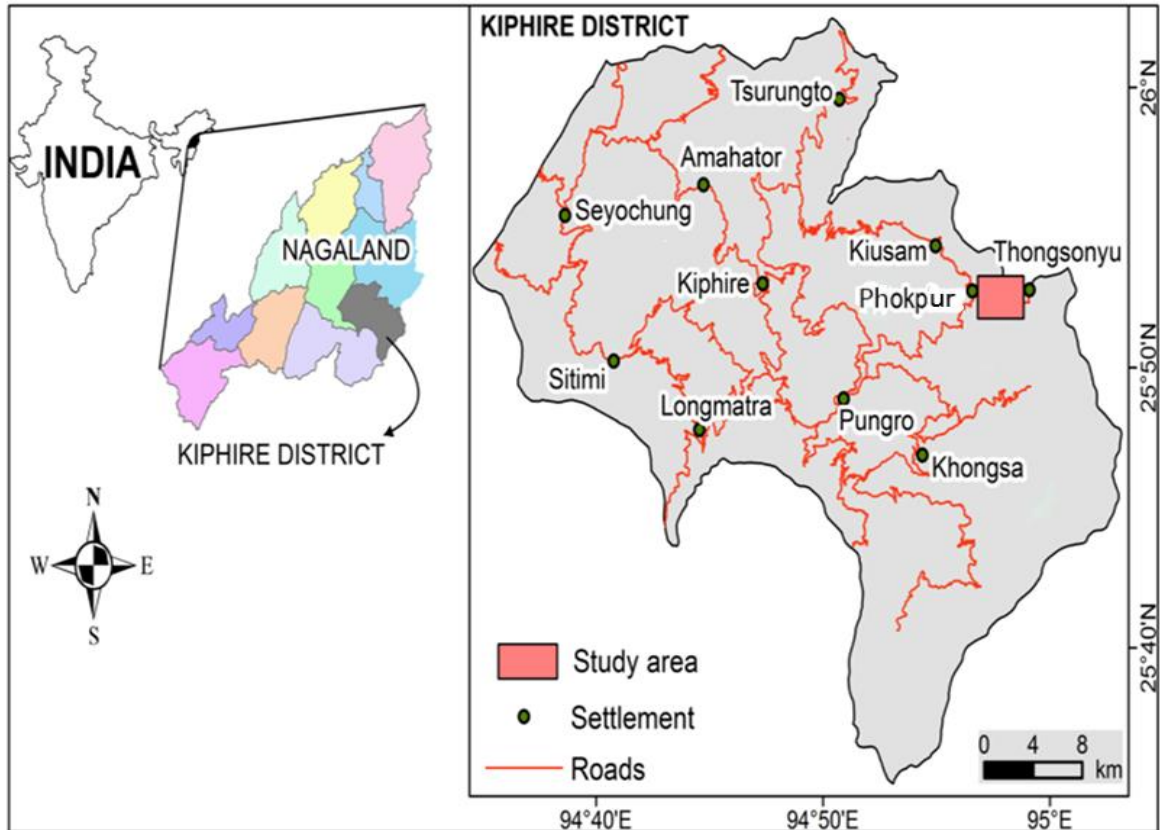 INDIA
NAGALAND
KIPHIRE DISTRICT
N
W
E
S
KIPHIRE DISTRICT
Tsurungto
Amahator
Seyochung
Kiusam
Thongsonyu
Kiphire
Phokpur
Sitimi
Longmatra
Pungro
Khongsa
Study area
Settlement
Roads
0 4 8
km
26°N
25°50'N
25°40'N
94°40'E
94°50'E
95°E